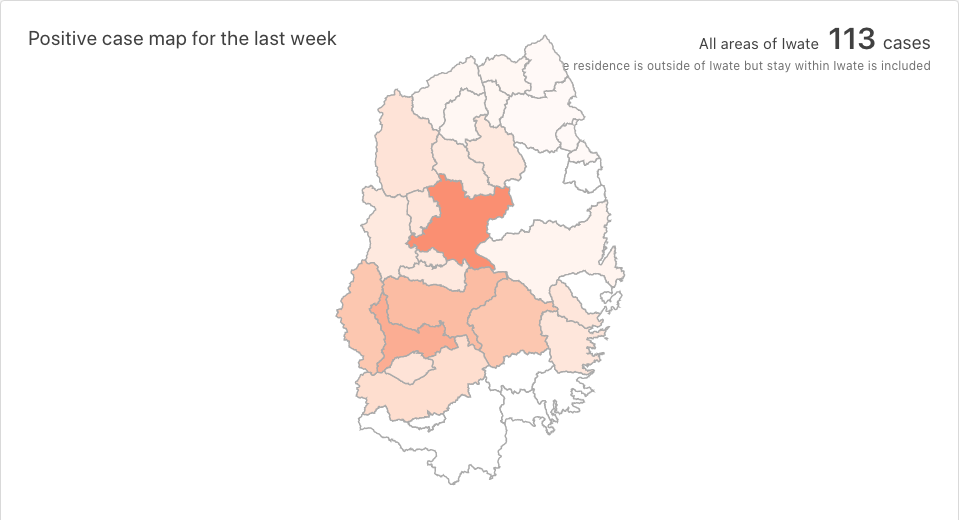 Positive case map for the last week
All areas of Iwate 113 cases
residence is outside of Iwate but stay within Iwate is included